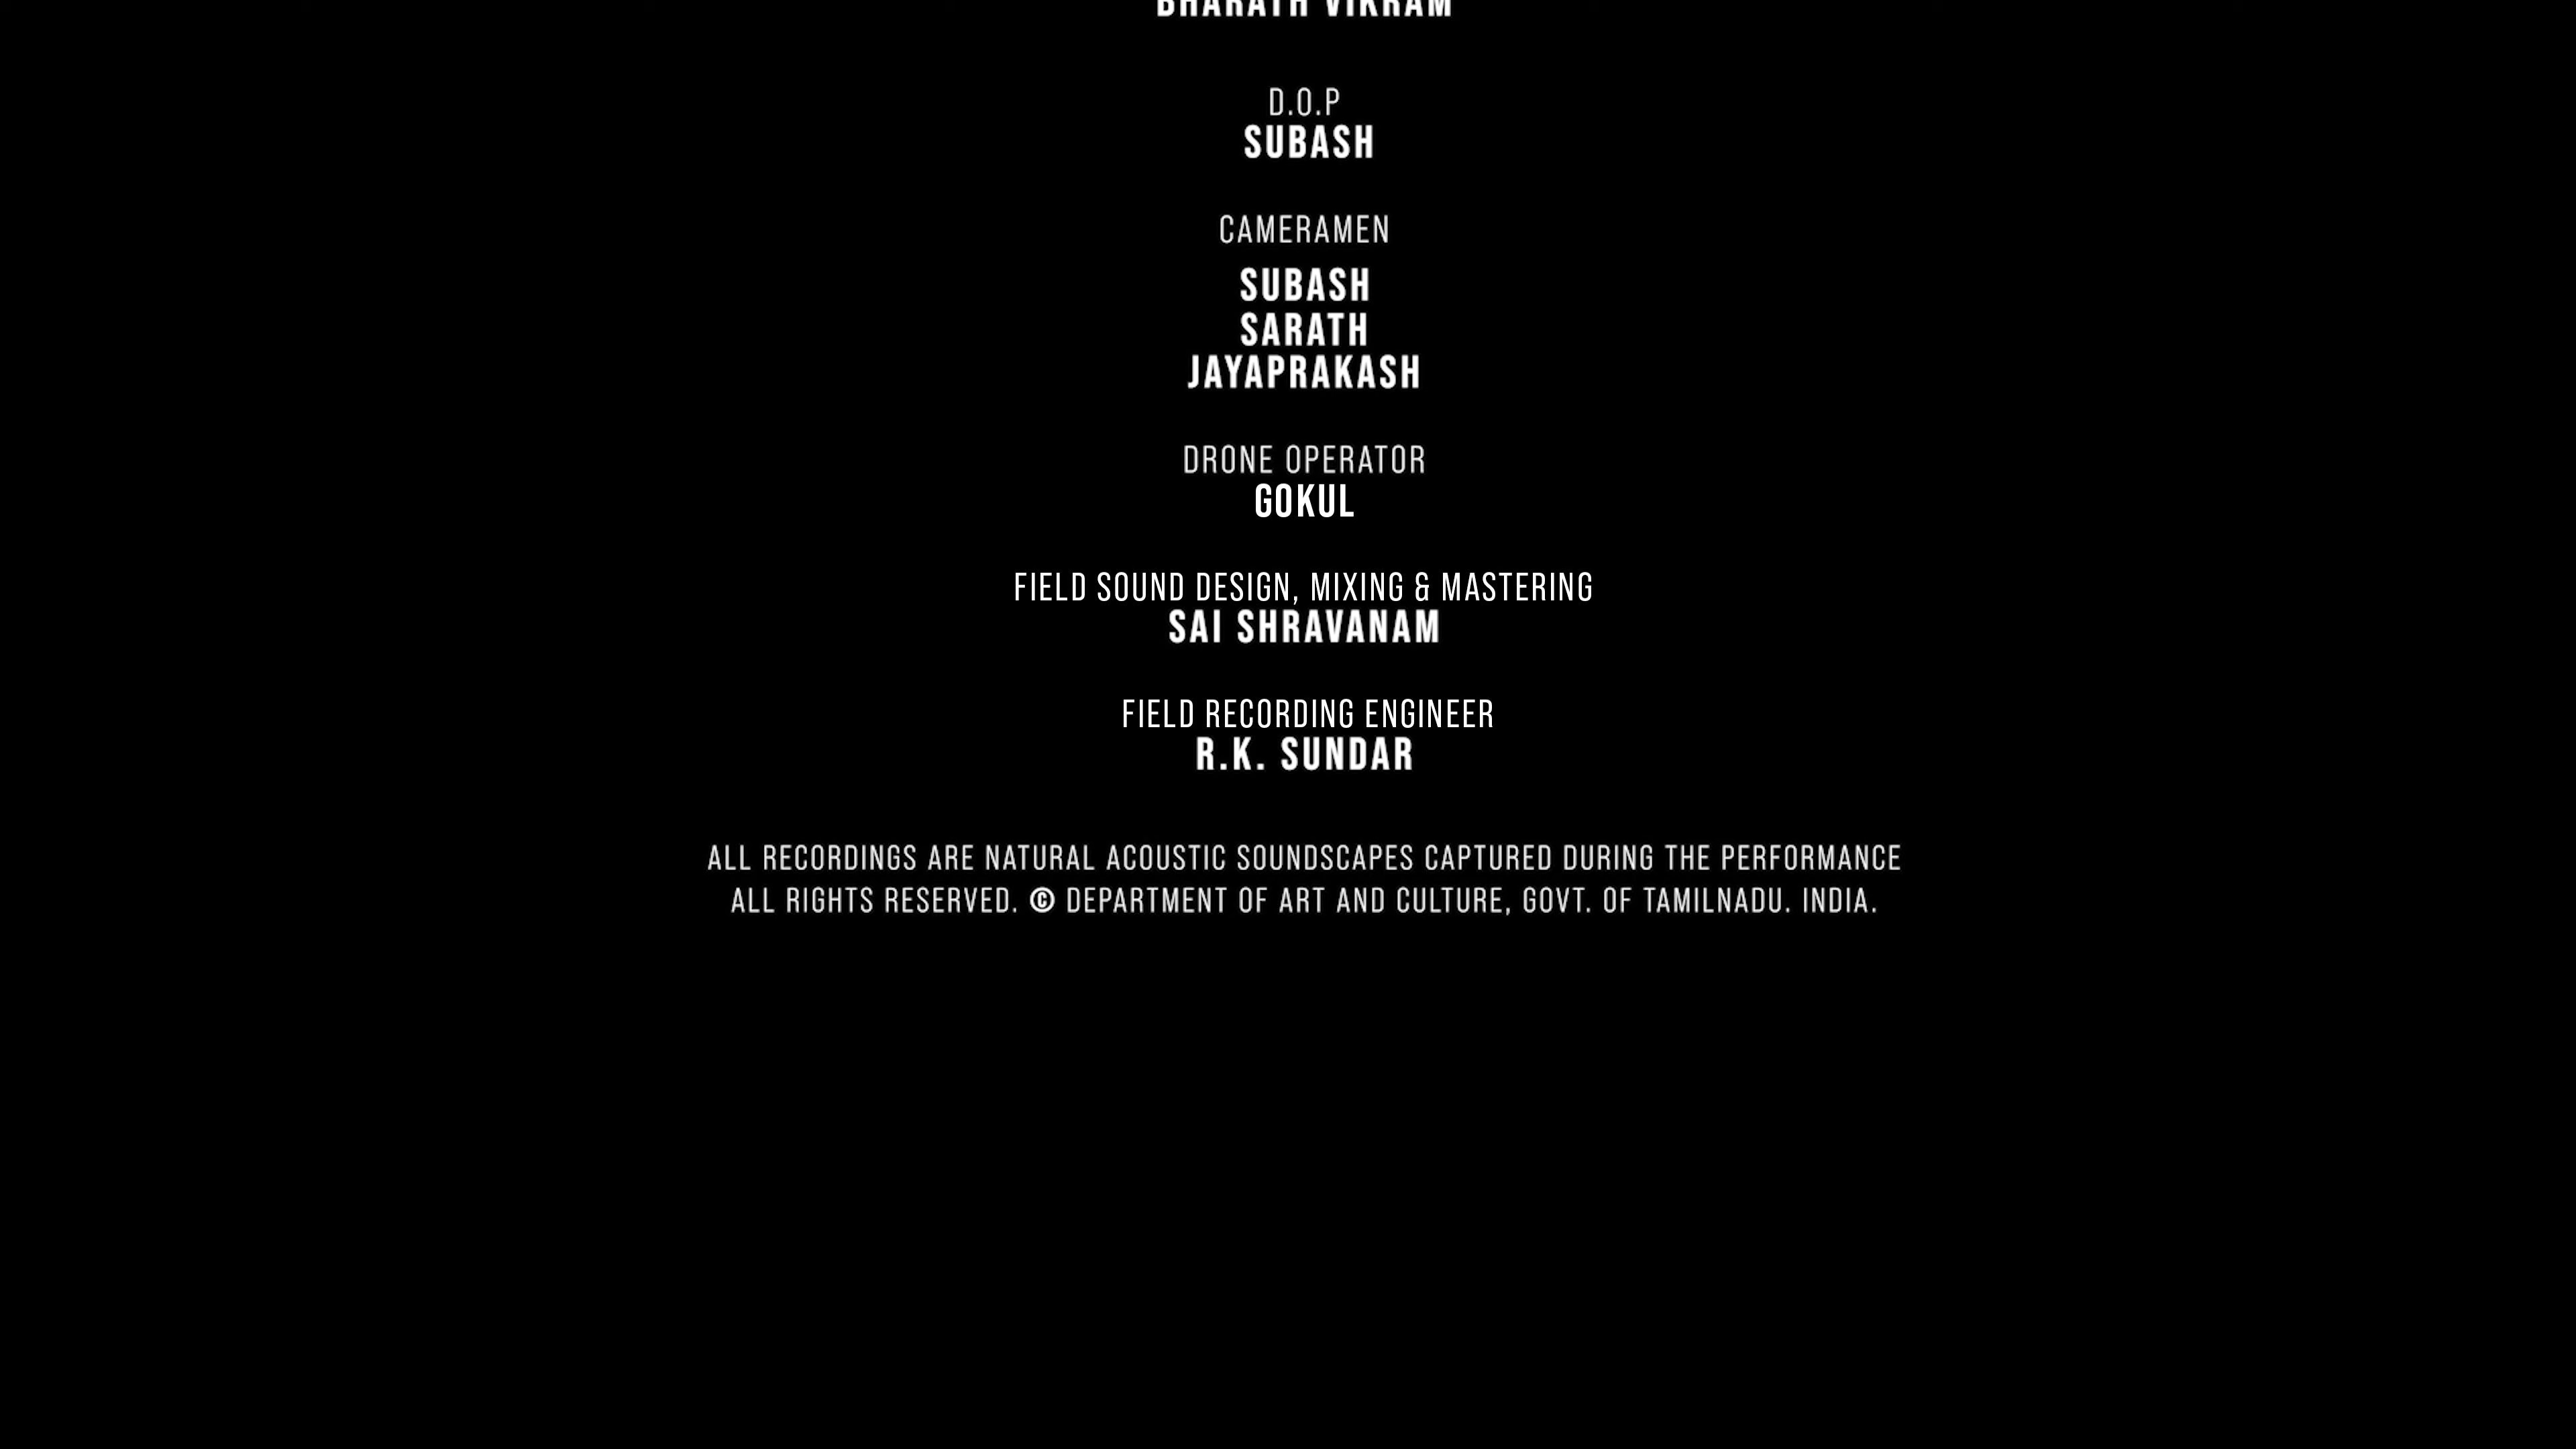 BHARATH VIKRAM
D.O.P
SUBASH
CAMERAMEN
SUBASH
SARATH
JAYAPRAKASH
DRONE OPERATOR
GOKUL
FIELD SOUND DESIGN, MIXING & MASTERING
SAI SHRAVANAM
FIELD RECORDING ENGINEER
R.K. SUNDAR
ALL RECORDINGS ARE NATURAL ACOUSTIC SOUNDSCAPES CAPTURED DURING THE PERFORMANCE
ALL RIGHTS RESERVED. © DEPARTMENT OF ART AND CULTURE, GOVT. OF TAMILNADU. INDIA.